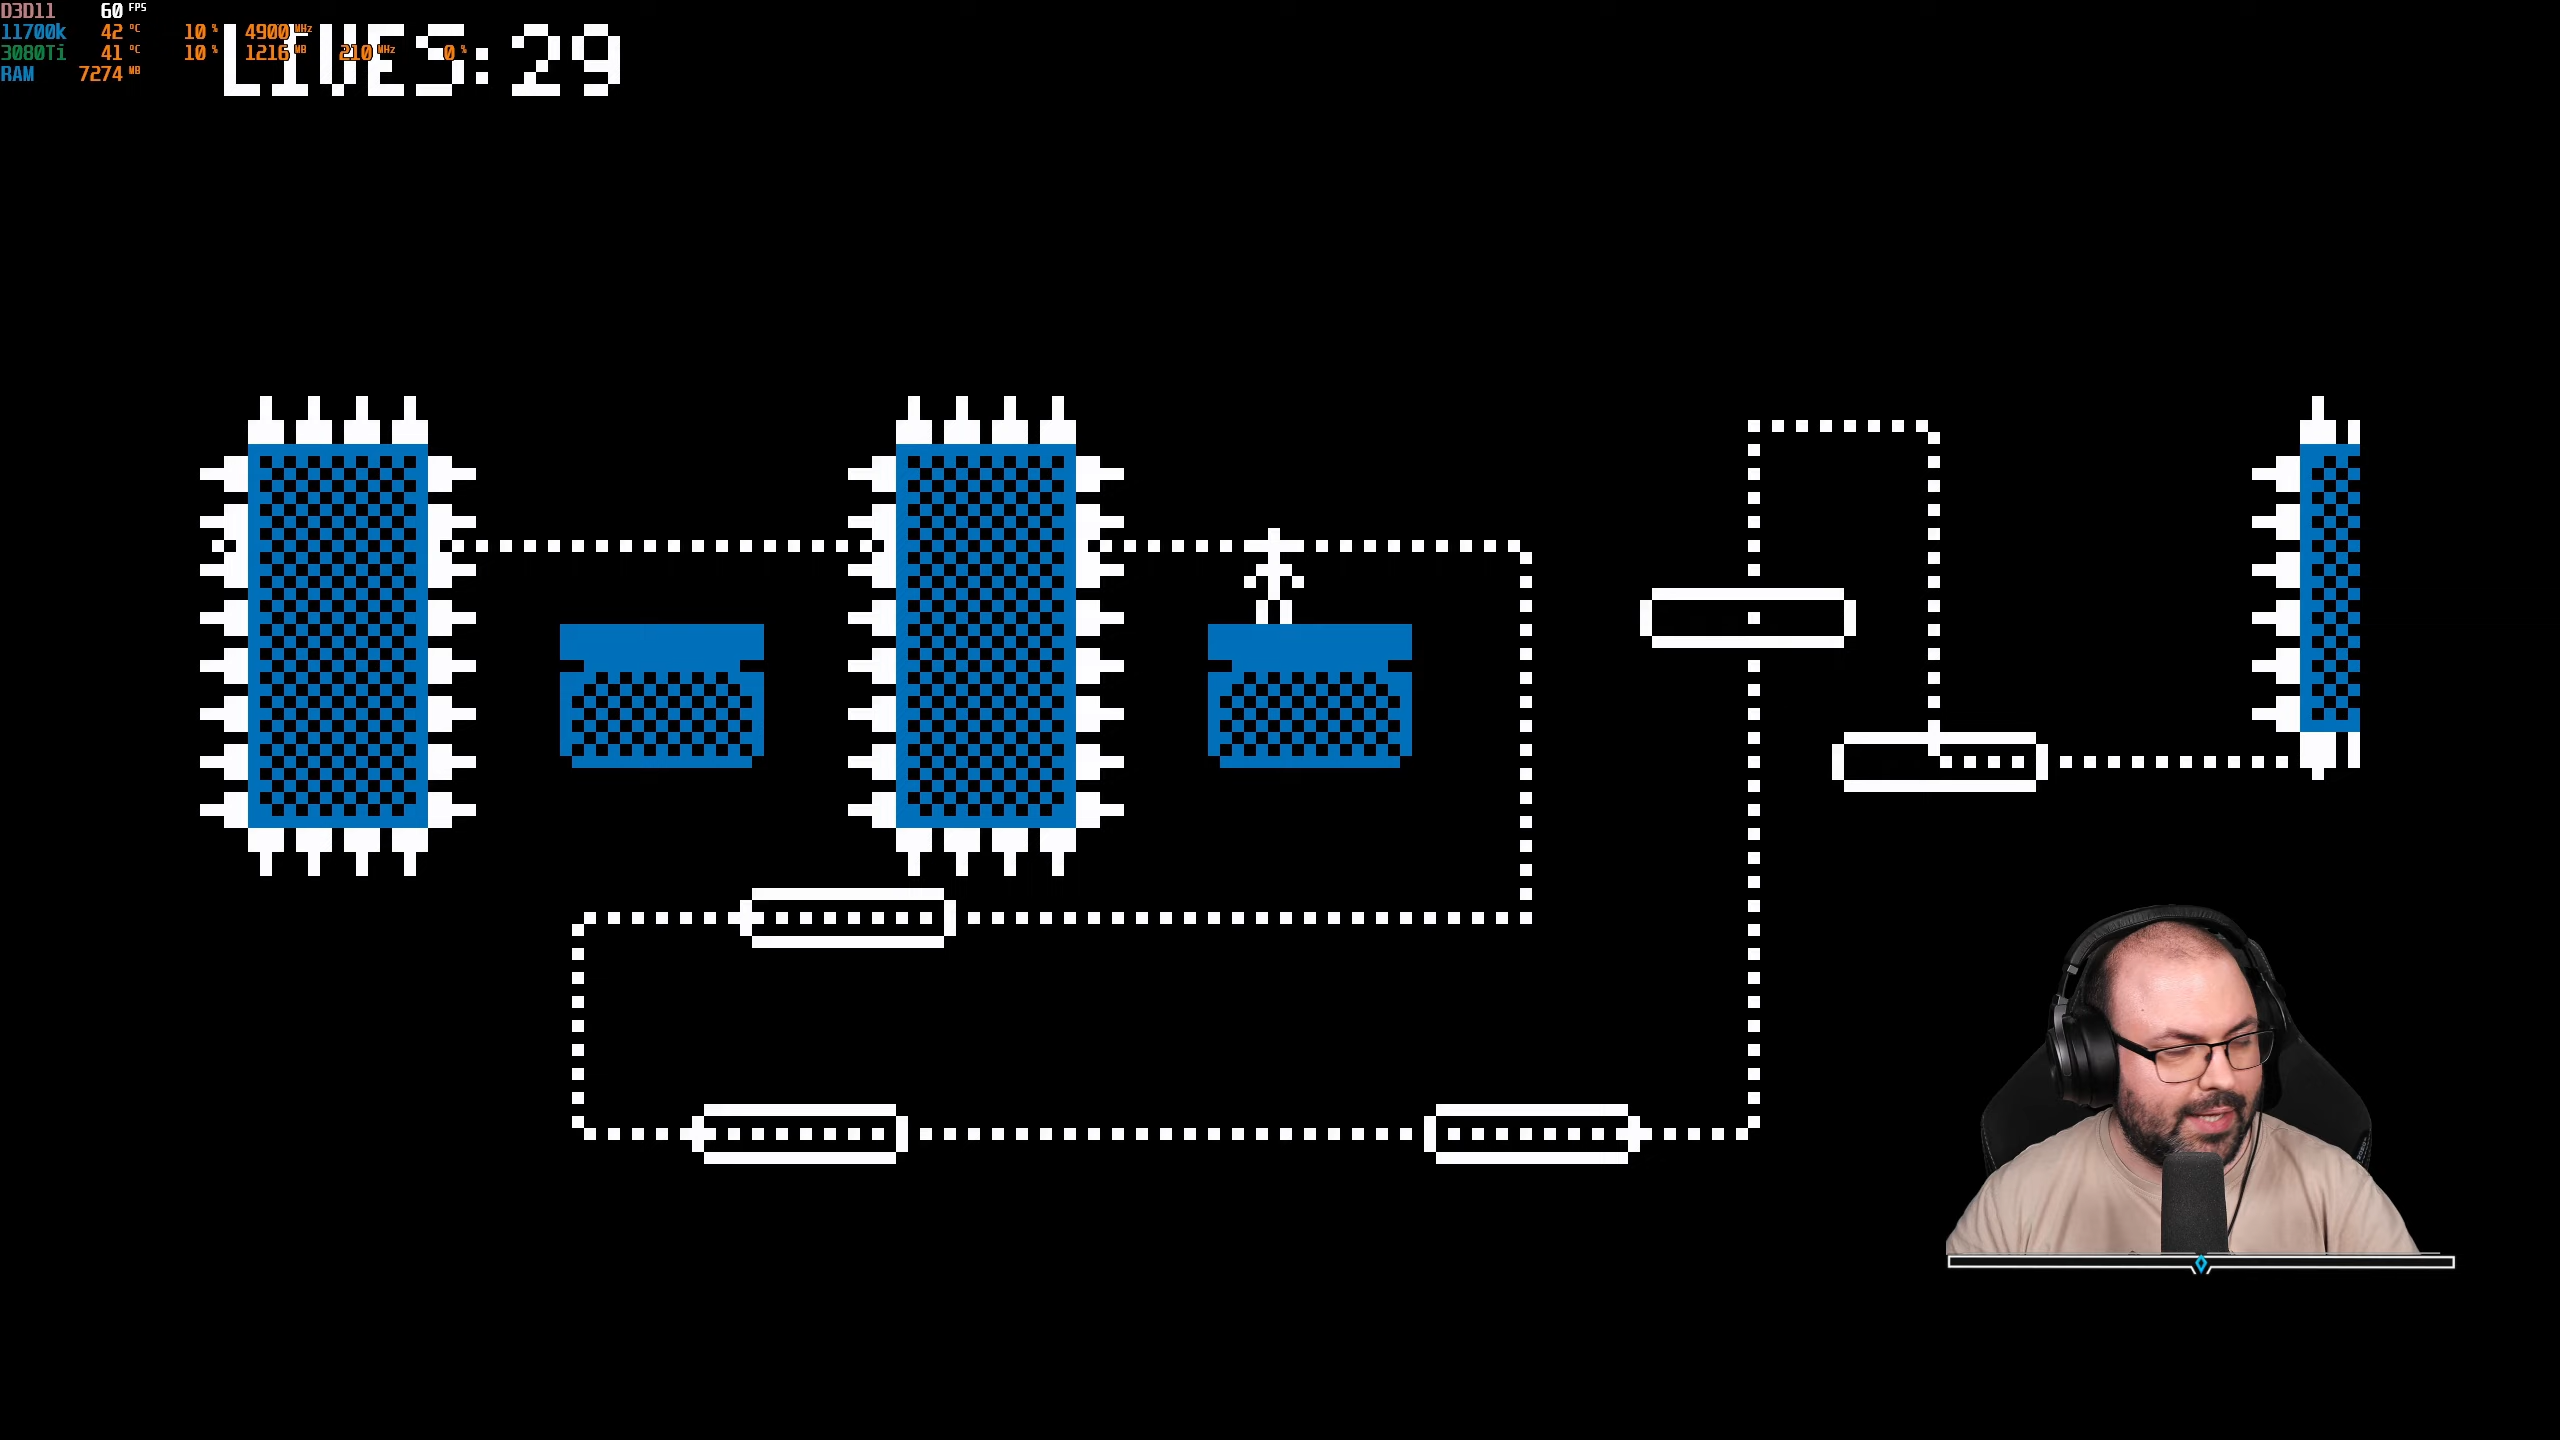 D3D11 60 FPS
11700k 42 °C 10 % 4900 MHz
3080Ti 41 °C 10 % 1216 MB 210 MHz 0 %
RAM 7274 MB
LIVES:29